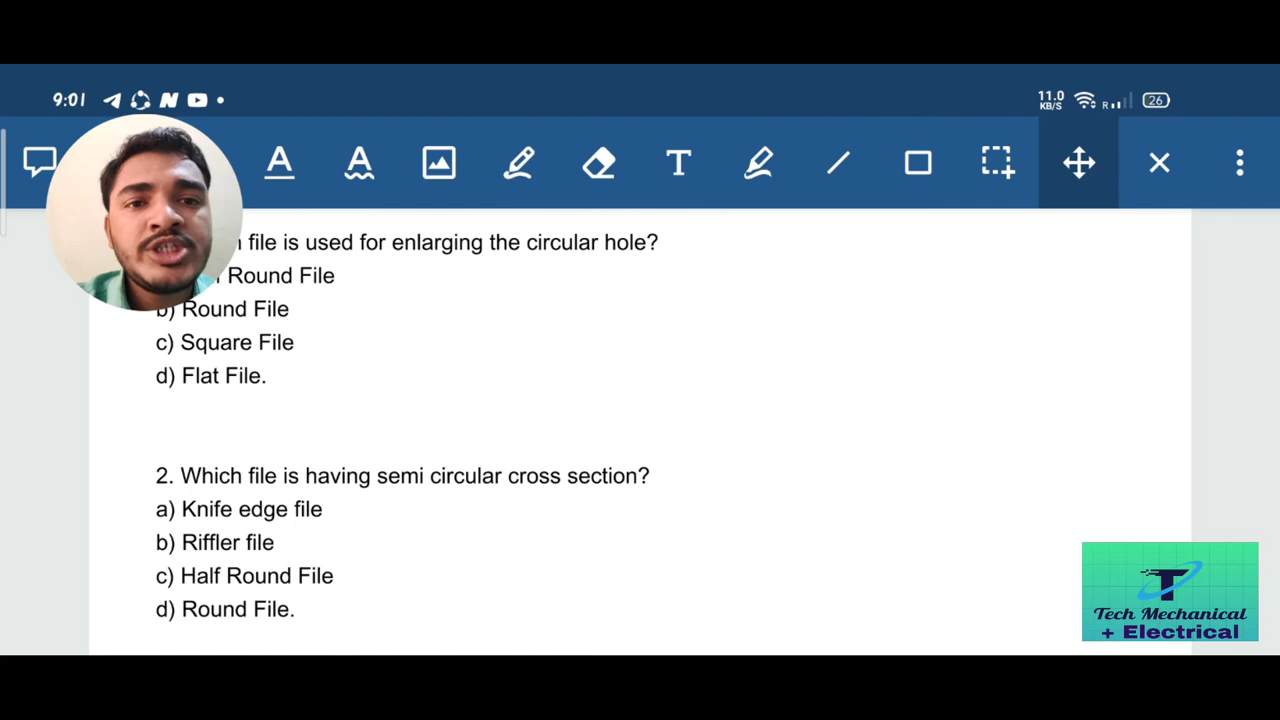 9:01
11.0
KB/S
R
26
A
A
T
file is used for enlarging the circular hole?
Round File
b) Round File
c) Square File
d) Flat File.
2. Which file is having semi circular cross section?
a) Knife edge file
b) Riffler file
c) Half Round File
d) Round File.
T
Tech Mechanical
+ Electrical